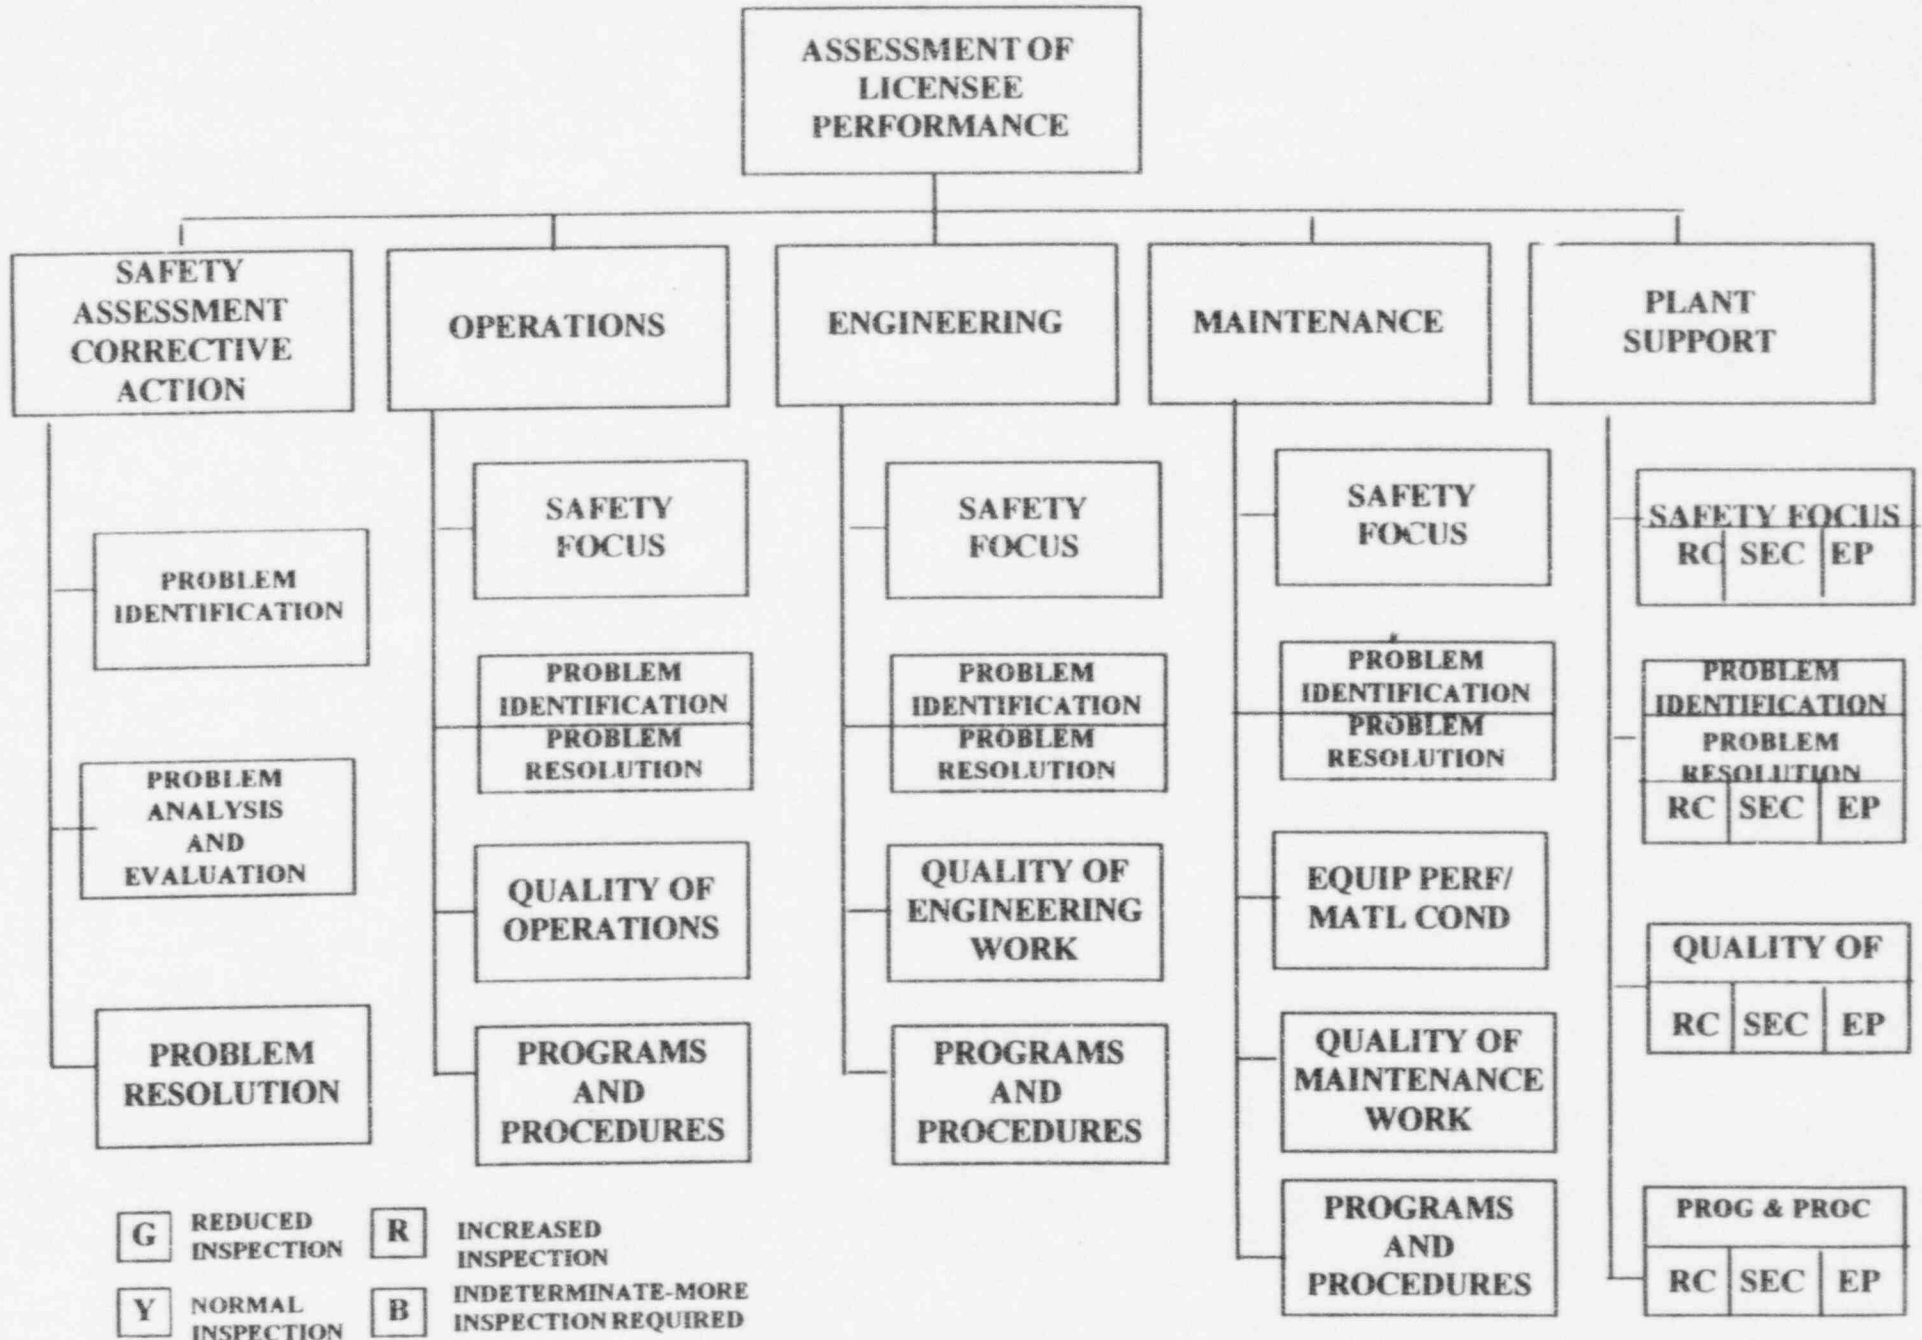 ASSESSMENT OF
LICENSEE
PERFORMANCE
SAFETY
ASSESSMENT
CORRECTIVE
ACTION
PROBLEM
IDENTIFICATION
PROBLEM
ANALYSIS
AND
EVALUATION
PROBLEM
RESOLUTION
OPERATIONS
SAFETY
FOCUS
PROBLEM
IDENTIFICATION
PROBLEM
RESOLUTION
QUALITY OF
OPERATIONS
PROGRAMS
AND
PROCEDURES
ENGINEERING
SAFETY
FOCUS
PROBLEM
IDENTIFICATION
PROBLEM
RESOLUTION
QUALITY OF
ENGINEERING
WORK
PROGRAMS
AND
PROCEDURES
MAINTENANCE
SAFETY
FOCUS
PROBLEM
IDENTIFICATION
PROBLEM
RESOLUTION
EQUIP PERF/
MATL COND
QUALITY OF
MAINTENANCE
WORK
PROGRAMS
AND
PROCEDURES
PLANT
SUPPORT
SAFETY FOCUS
RC SEC EP
PROBLEM
IDENTIFICATION
PROBLEM
RESOLUTION
RC SEC EP
QUALITY OF
RC SEC EP
PROG & PROC
RC SEC EP
G REDUCED
INSPECTION
R INCREASED
INSPECTION
Y NORMAL
INSPECTION
B INDETERMINATE-MORE
INSPECTION REQUIRED